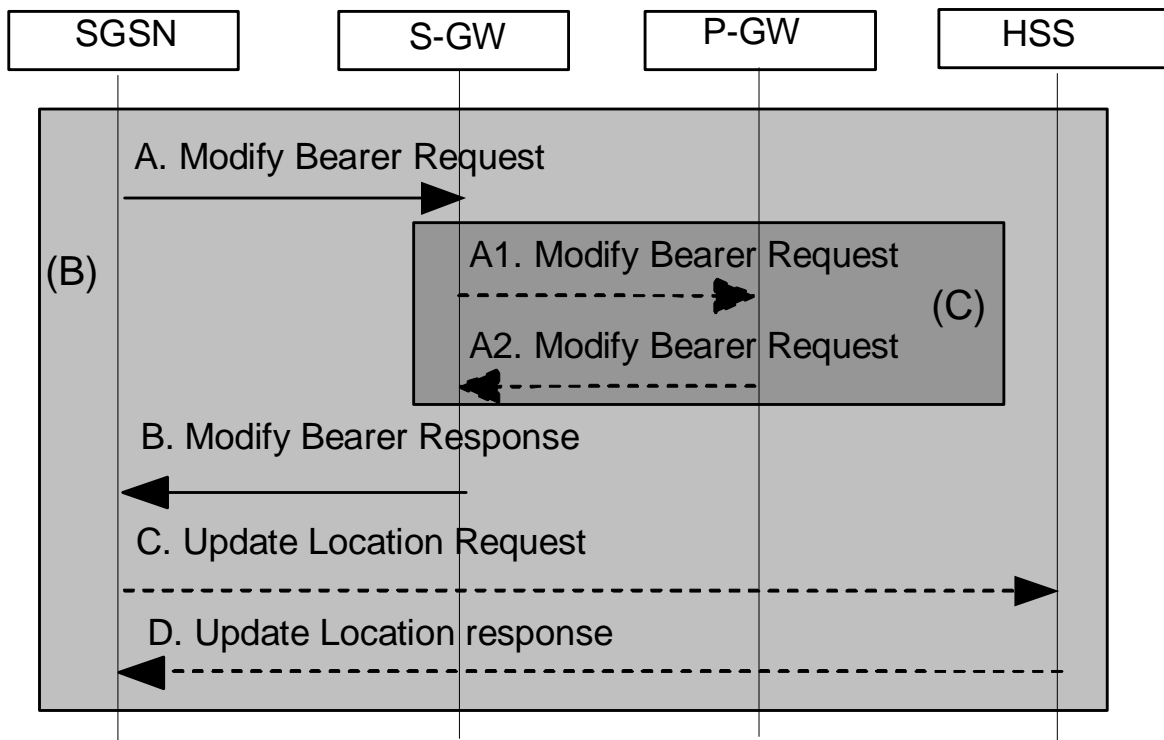 SGSN
S-GW
P-GW
HSS
A. Modify Bearer Request
(B)
A1. Modify Bearer Request
(C)
A2. Modify Bearer Request
B. Modify Bearer Response
C. Update Location Request
D. Update Location response